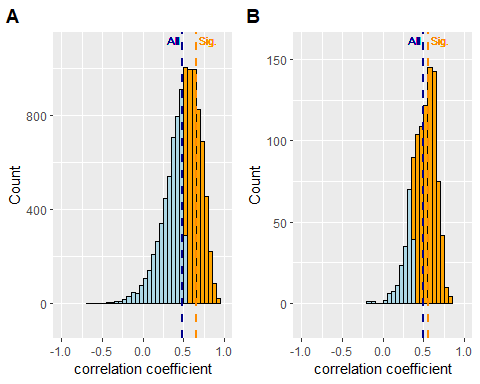 A
B
All
Sig.
All
Sig.
Count
800
400
0
Count
150
100
50
0
-1.0 -0.5 0.0 0.5 1.0
-1.0 -0.5 0.0 0.5 1.0
correlation coefficient
correlation coefficient